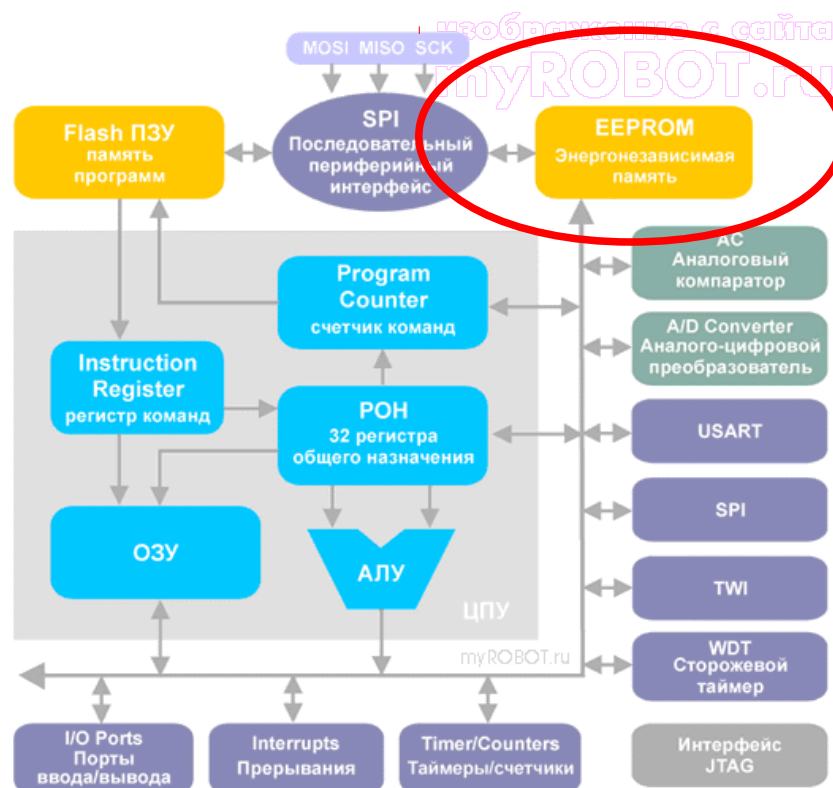 изображение с сайта
myROBOT.ru
MOSI MISO SCK
SPI
Последовательный
периферийный
интерфейс
Flash ПЗУ
память
программ
EEPROM
Энергонезависимая
память
AC
Аналоговый
компаратор
Program
Counter
счетчик команд
A/D Converter
Аналого-цифровой
преобразователь
Instruction
Register
регистр команд
РОН
32 регистра
общего назначения
USART
SPI
ОЗУ
АЛУ
TWI
ЦПУ
myROBOT.ru
WDT
Сторожевой
таймер
I/O Ports
Порты
ввода/вывода
Interrupts
Прерывания
Timer/Counters
Таймеры/счетчики
Интерфейс
JTAG